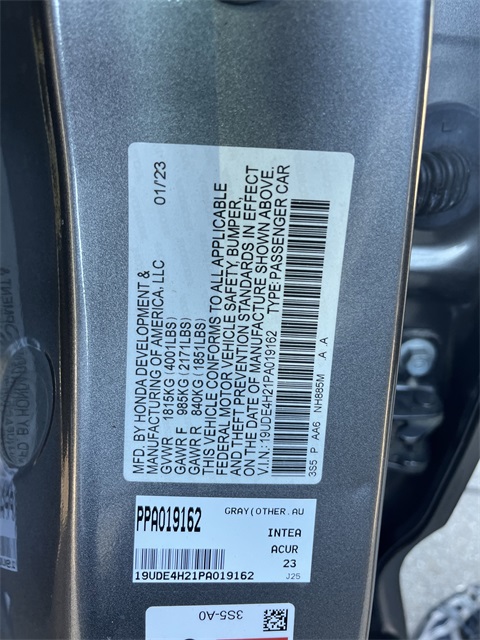 MFD. BY HONDA DEVELOPMENT &
MANUFACTURING OF AMERICA, LLC 01/23
GVWR 1815KG(4001LBS)
GAWR F 985KG(2171LBS)
GAWR R 840KG(1851LBS)
THIS VEHICLE CONFORMS TO ALL APPLICABLE
FEDERAL MOTOR VEHICLE SAFETY, BUMPER,
AND THEFT PREVENTION STANDARDS IN EFFECT
ON THE DATE OF MANUFACTURE SHOWN ABOVE.
V.I.N.:19UDE4H21PA019162 TYPE:PASSENGER CAR
3S5 P AA6 NH885M A A
PPA019162 GRAY(OTHER.AU
INTEA
ACUR
23
19UDE4H21PA019162 J25
3S5-A0